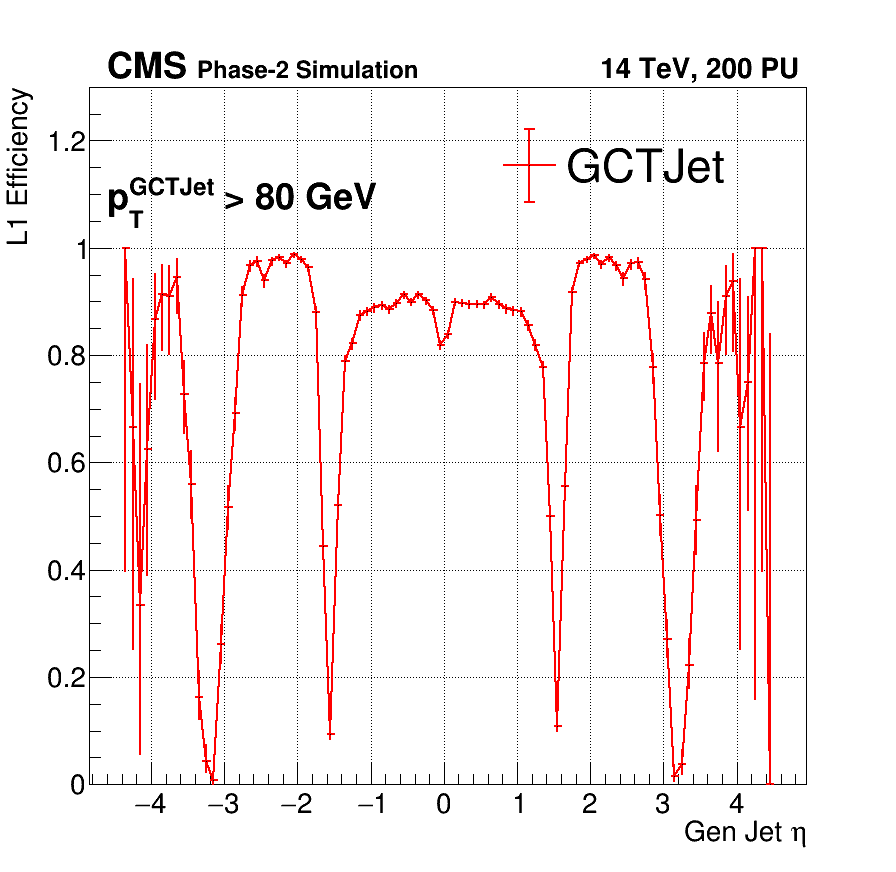 CMS Phase-2 Simulation 14 TeV, 200 PU
L1 Efficiency
GCTJet
p_T^GCTJet > 80 GeV
1.2
1
0.8
0.6
0.4
0.2
0
−4 −3 −2 −1 0 1 2 3 4
Gen Jet η